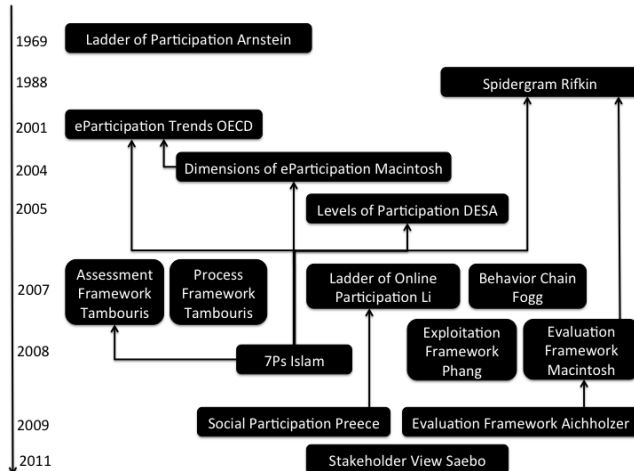 1969
Ladder of Participation Arnstein
1988
Spidergram Rifkin
2001
eParticipation Trends OECD
2004
Dimensions of eParticipation Macintosh
2005
Levels of Participation DESA
2007
Assessment
Framework
Tambouris
Process
Framework
Tambouris
Ladder of Online
Participation Li
Behavior Chain
Fogg
2008
7Ps Islam
Exploitation
Framework
Phang
Evaluation
Framework
Macintosh
2009
Social Participation Preece
Evaluation Framework Aichholzer
2011
Stakeholder View Saebo